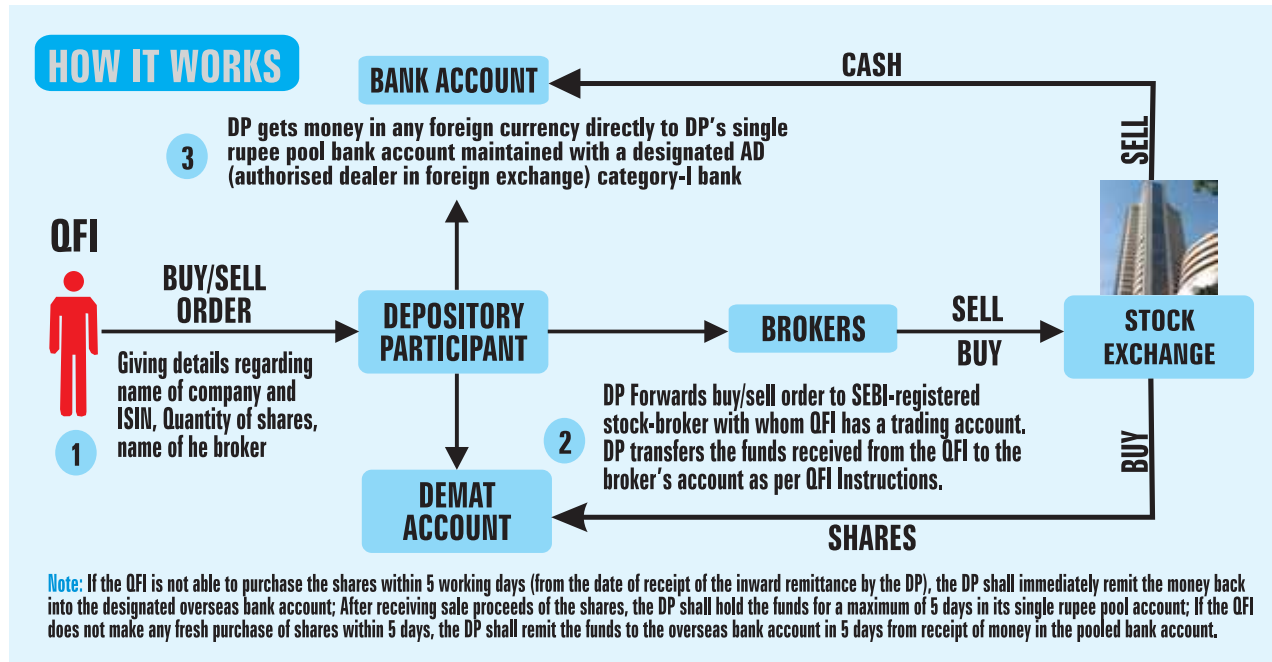 HOW IT WORKS
BANK ACCOUNT
CASH
SELL
3
DP gets money in any foreign currency directly to DP's single
rupee pool bank account maintained with a designated AD
(authorised dealer in foreign exchange) category-I bank
QFI
BUY/SELL
ORDER
DEPOSITORY
PARTICIPANT
BROKERS
SELL
BUY
STOCK
EXCHANGE
Giving details regarding
name of company and
ISIN, Quantity of shares,
name of he broker
1
2
DP Forwards buy/sell order to SEBI-registered
stock-broker with whom QFI has a trading account.
DP transfers the funds received from the QFI to the
broker's account as per QFI Instructions.
BUY
DEMAT
ACCOUNT
SHARES
Note: If the QFI is not able to purchase the shares within 5 working days (from the date of receipt of the inward remittance by the DP), the DP shall immediately remit the money back
into the designated overseas bank account; After receiving sale proceeds of the shares, the DP shall hold the funds for a maximum of 5 days in its single rupee pool account; If the QFI
does not make any fresh purchase of shares within 5 days, the DP shall remit the funds to the overseas bank account in 5 days from receipt of money in the pooled bank account.